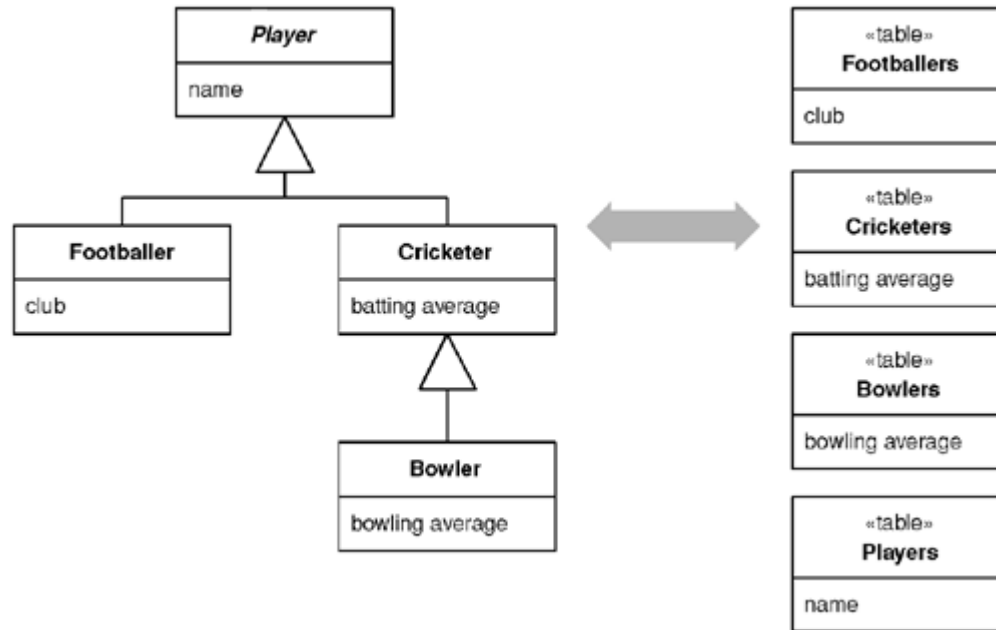 Player
name
Footballer
club
Cricketer
batting average
Bowler
bowling average
«table»
Footballers
club
«table»
Cricketers
batting average
«table»
Bowlers
bowling average
«table»
Players
name